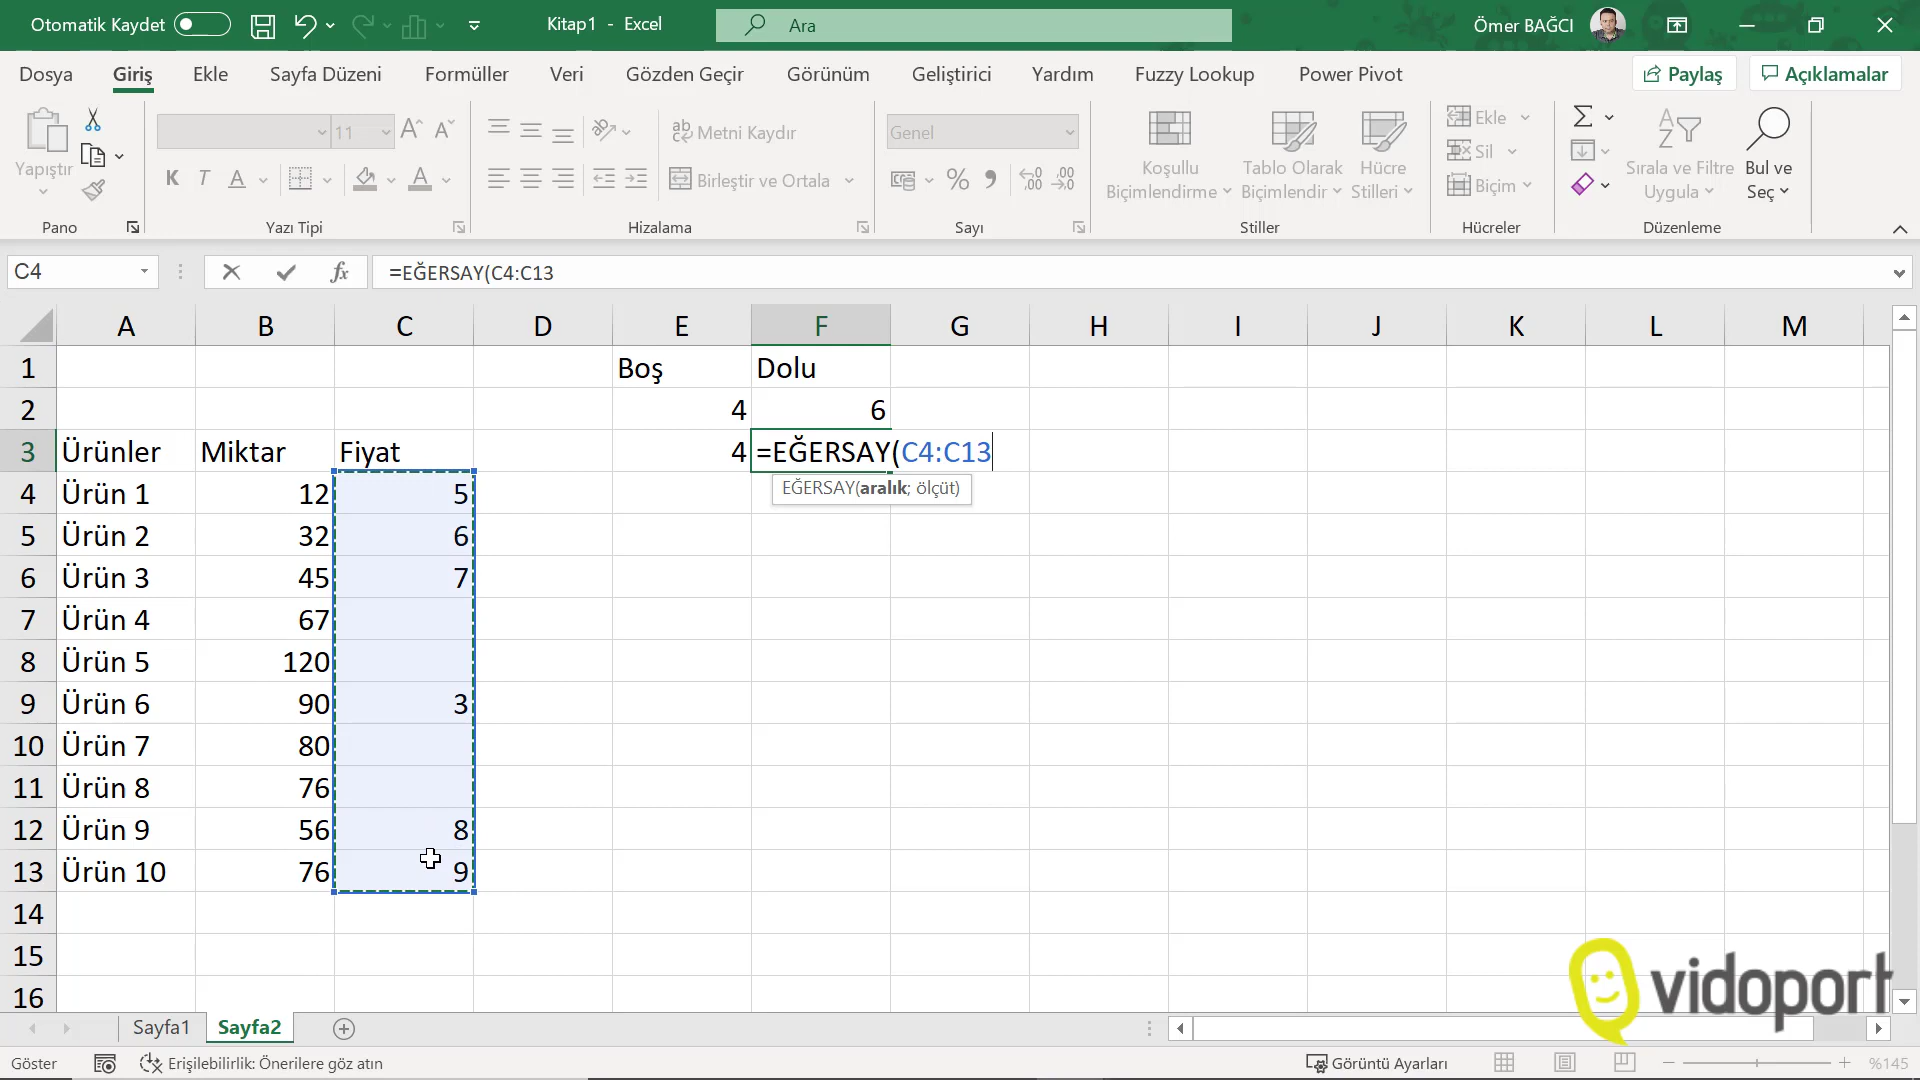 Otomatik Kaydet Kitap1 - Excel Ara Ömer BAĞCI
Dosya Giriş Ekle Sayfa Düzeni Formüller Veri Gözden Geçir Görünüm Geliştirici Yardım Fuzzy Lookup Power Pivot Paylaş Açıklamalar
11 Metni Kaydır Genel Ekle
Yapıştır Koşullu Tablo Olarak Hücre Sil Sırala ve Filtre Bul ve
K T A Birleştir ve Ortala % Biçimlendirme Biçimlendir Stilleri Biçim Uygula Seç
Pano Yazı Tipi Hizalama Sayı Stiller Hücreler Düzenleme
C4 fx =EĞERSAY(C4:C13
A B C D E F G H I J K L M
1 Boş Dolu
2 4 6
3 Ürünler Miktar Fiyat 4 =EĞERSAY(C4:C13
EĞERSAY(aralık; ölçüt)
4 Ürün 1 12 5
5 Ürün 2 32 6
6 Ürün 3 45 7
7 Ürün 4 67
8 Ürün 5 120
9 Ürün 6 90 3
10 Ürün 7 80
11 Ürün 8 76
12 Ürün 9 56 8
13 Ürün 10 76 9
14
15
16
vidoport
Sayfa1 Sayfa2
Göster Erişilebilirlik: Önerilere göz atın Görüntü Ayarları %145